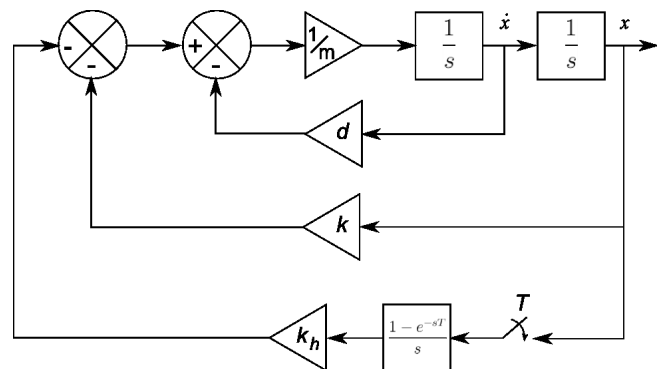 ẋ x
- + 1/m 1/s 1/s
- -
d
k
T
k_h 1 − e^{−sT}/s